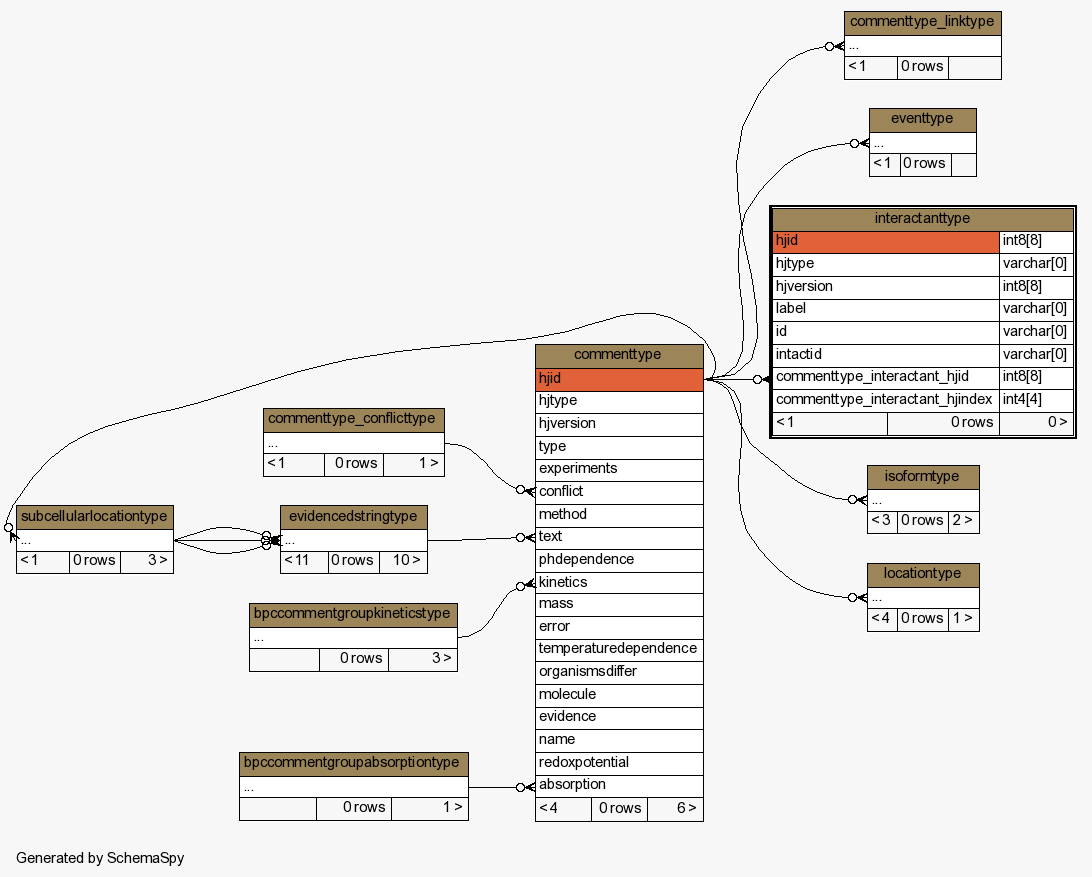 commenttype_linktype
...
< 1 0 rows
eventtype
...
< 1 0 rows
interactanttype
hjid int8[8]
hjtype varchar[0]
hjversion int8[8]
label varchar[0]
id varchar[0]
intactid varchar[0]
commenttype_interactant_hjid int8[8]
commenttype_interactant_hjindex int4[4]
< 1 0 rows 0 >
commenttype
hjid
hjtype
hjversion
type
experiments
conflict
method
text
phdependence
kinetics
mass
error
temperaturedependence
organismsdiffer
molecule
evidence
name
redoxpotential
absorption
< 4 0 rows 6 >
commenttype_conflicttype
...
< 1 0 rows 1 >
subcellularlocationtype
...
< 1 0 rows 3 >
evidencedstringtype
...
< 11 0 rows 10 >
bpccommentgroupkineticstype
...
0 rows 3 >
bpccommentgroupabsorptiontype
...
0 rows 1 >
isoformtype
...
< 3 0 rows 2 >
locationtype
...
< 4 0 rows 1 >
Generated by SchemaSpy